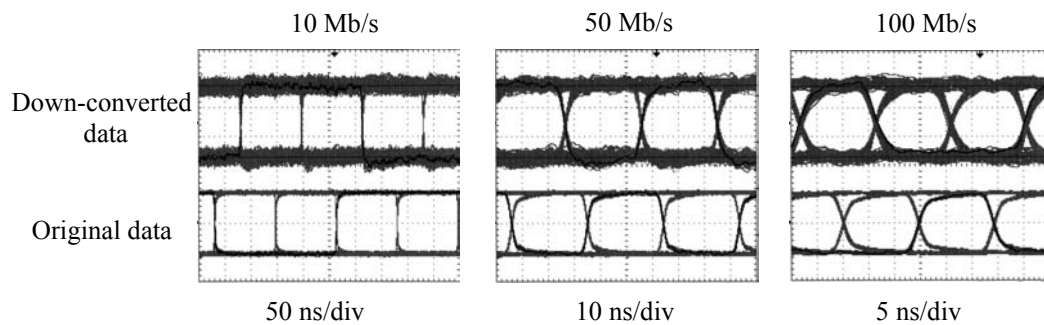 10 Mb/s
50 Mb/s
100 Mb/s
Down-converted
data
Original data
50 ns/div
10 ns/div
5 ns/div